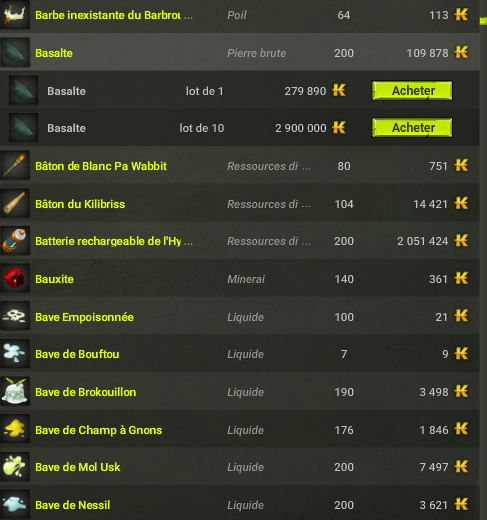 Barbe inexistante du Barbrou ... Poil 64 113
Basalte Pierre brute 200 109 878
Basalte lot de 1 279 890 Acheter
Basalte lot de 10 2 900 000 Acheter
Bâton de Blanc Pa Wabbit Ressources di ... 80 751
Bâton du Kilibriss Ressources di ... 104 14 421
Batterie rechargeable de l'Hy ... Ressources di ... 200 2 051 424
Bauxite Minerai 140 361
Bave Empoisonnée Liquide 100 21
Bave de Bouftou Liquide 7 9
Bave de Brokouillon Liquide 190 3 498
Bave de Champ à Gnons Liquide 176 1 846
Bave de Mol Usk Liquide 200 7 497
Bave de Nessil Liquide 200 3 621